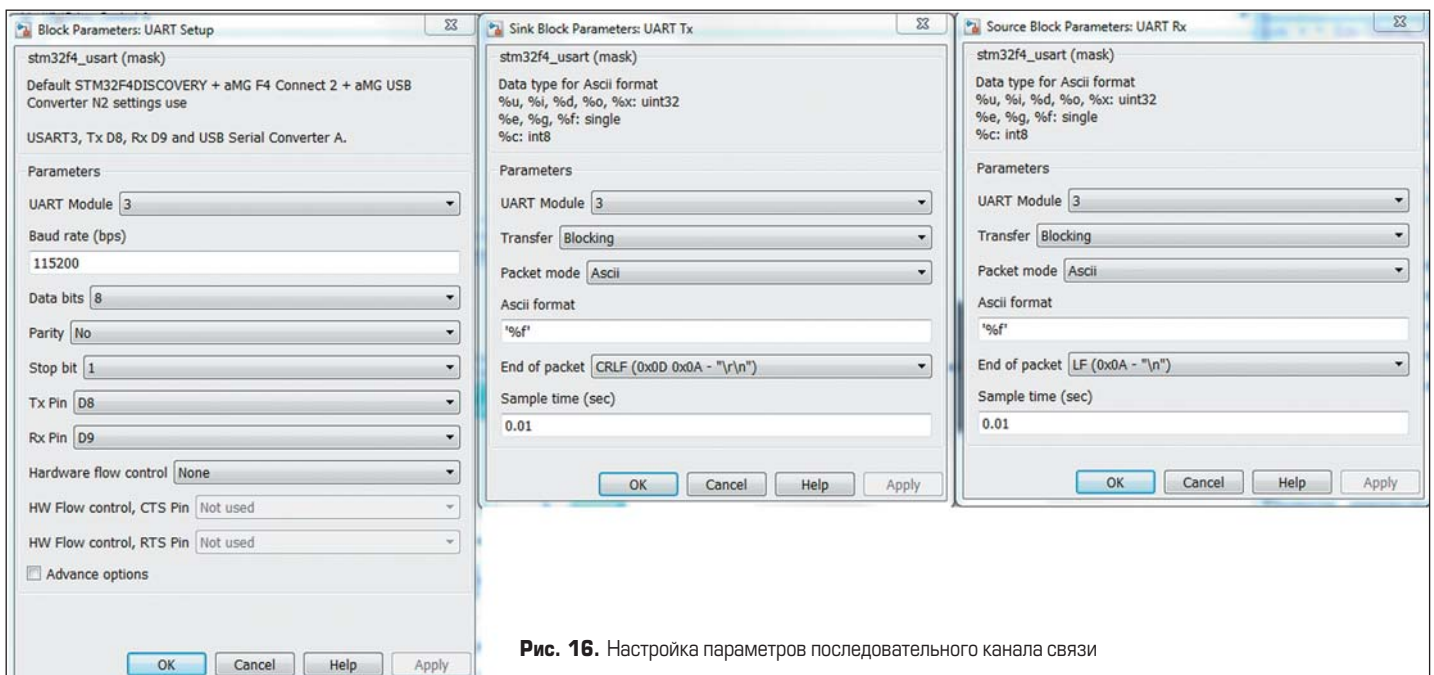 Block Parameters: UART Setup
stm32f4_usart (mask)
Default STM32F4DISCOVERY + aMG F4 Connect 2 + aMG USB
Converter N2 settings use
USART3, Tx D8, Rx D9 and USB Serial Converter A.
Parameters
UART Module 3
Baud rate (bps)
115200
Data bits 8
Parity No
Stop bit 1
Tx Pin D8
Rx Pin D9
Hardware flow control None
HW Flow control, CTS Pin Not used
HW Flow control, RTS Pin Not used
Advance options
OK Cancel Help Apply
Sink Block Parameters: UART Tx
stm32f4_usart (mask)
Data type for Ascii format
%u, %i, %d, %o, %x: uint32
%e, %g, %f: single
%c: int8
Parameters
UART Module 3
Transfer Blocking
Packet mode Ascii
Ascii format
'%f'
End of packet CRLF (0x0D 0x0A - "\r\n")
Sample time (sec)
0.01
OK Cancel Help Apply
Source Block Parameters: UART Rx
stm32f4_usart (mask)
Data type for Ascii format
%u, %i, %d, %o, %x: uint32
%e, %g, %f: single
%c: int8
Parameters
UART Module 3
Transfer Blocking
Packet mode Ascii
Ascii format
'%f'
End of packet LF (0x0A - "\n")
Sample time (sec)
0.01
OK Cancel Help Apply
Рис. 16. Настройка параметров последовательного канала связи